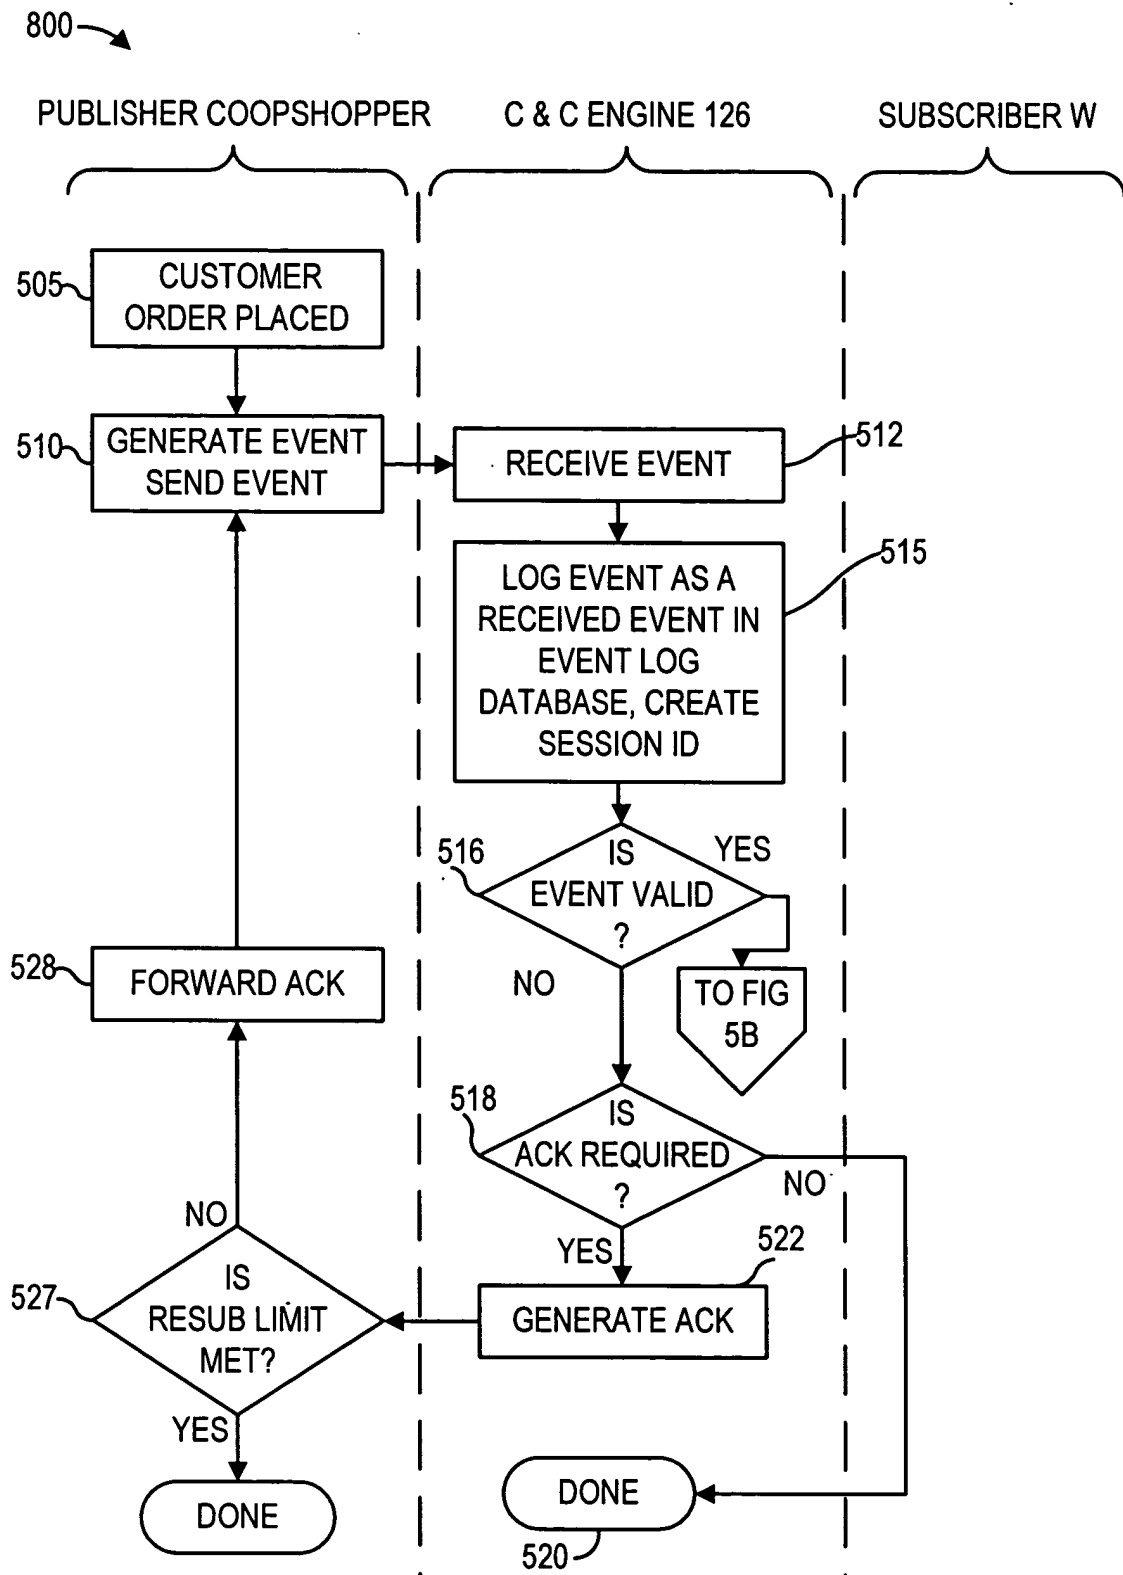 800
PUBLISHER COOPSHOPPER
C & C ENGINE 126
SUBSCRIBER W
505
CUSTOMER
ORDER PLACED
510
GENERATE EVENT
SEND EVENT
RECEIVE EVENT
512
LOG EVENT AS A
RECEIVED EVENT IN
EVENT LOG
DATABASE, CREATE
SESSION ID
515
516
IS
EVENT VALID
?
YES
NO
TO FIG
5B
528
FORWARD ACK
518
IS
ACK REQUIRED
?
NO
YES
522
GENERATE ACK
NO
527
IS
RESUB LIMIT
MET?
YES
DONE
DONE
520